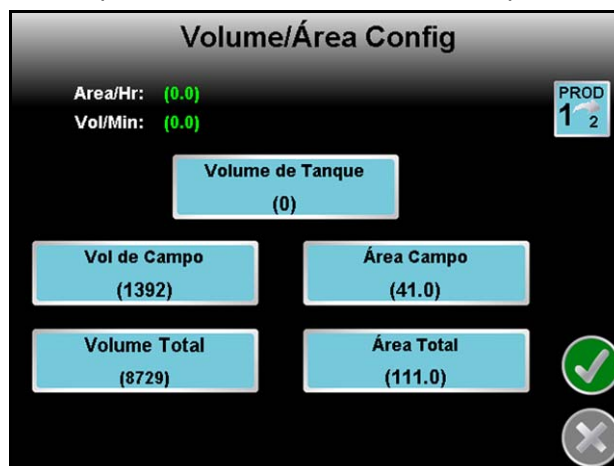 Volume/Área Config
Area/Hr: (0.0)
Vol/Min: (0.0)
PROD
1 2
Volume de Tanque
(0)
Vol de Campo
(1392)
Área Campo
(41.0)
Volume Total
(8729)
Área Total
(111.0)